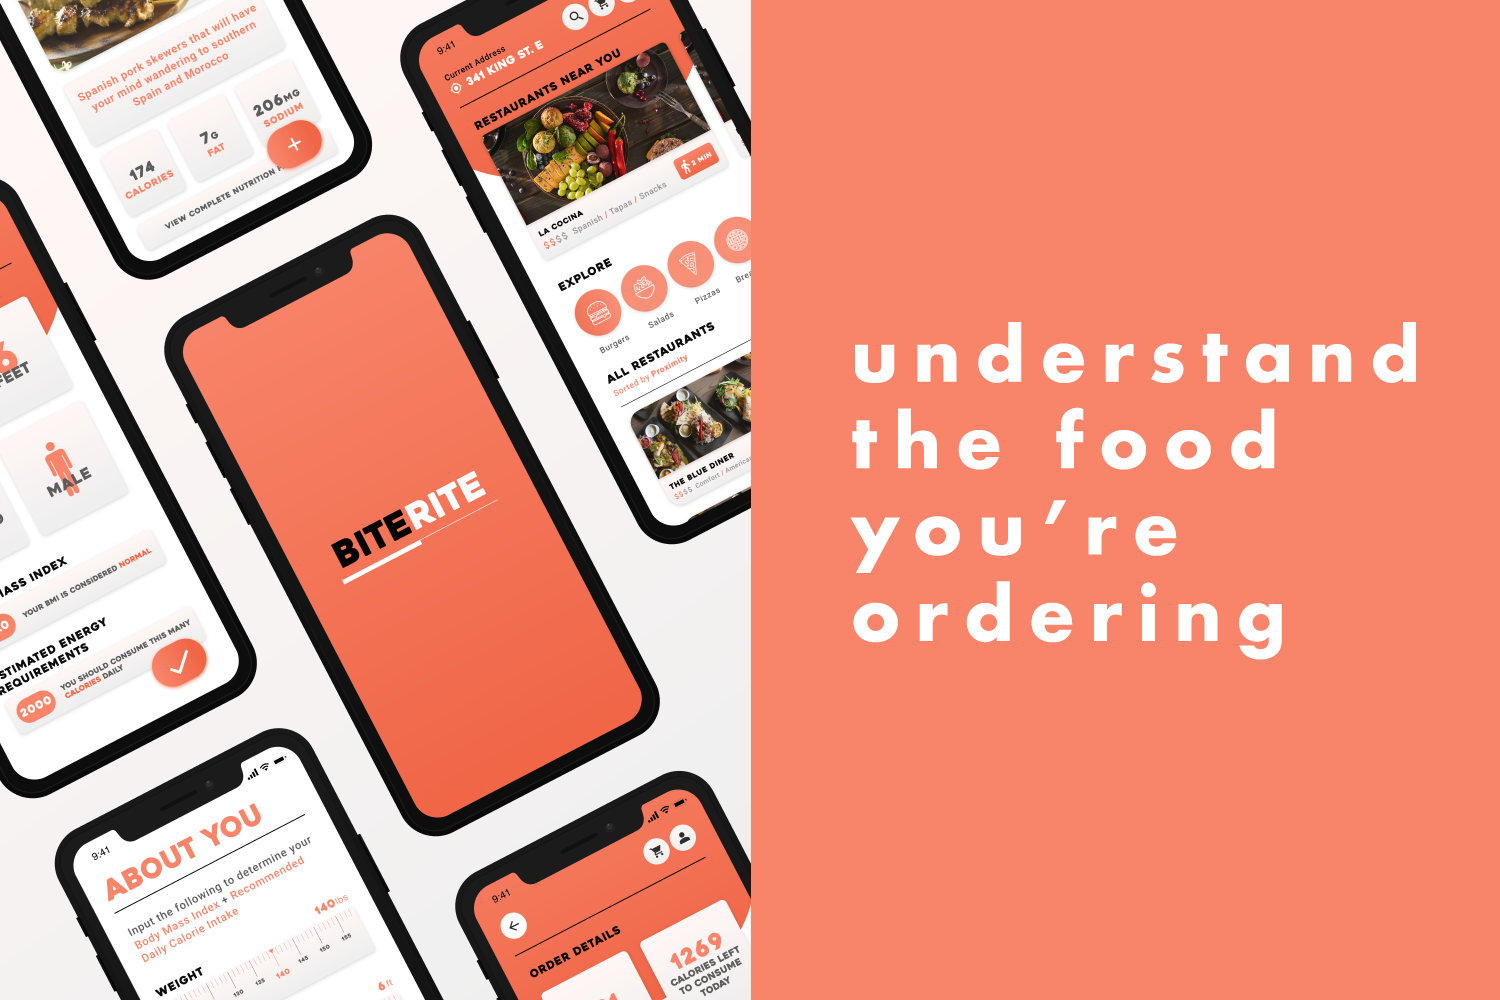 Spanish pork skewers that will have
your mind wandering to southern
Spain and Morocco
174
CALORIES
7G
FAT
206MG
SODIUM
+
VIEW COMPLETE NUTRITION
9:41
Current Address
341 KING ST. E
RESTAURANTS NEAR YOU
2 MIN
LA COCINA
$$$$ Spanish / Tapas / Snacks
EXPLORE
Burgers
Salads
Pizzas
ALL RESTAURANTS
Sorted by Proximity
THE BLUE DINER
$$$$ Comfort / American
FEET
MALE
MASS INDEX
YOUR BMI IS CONSIDERED NORMAL
ESTIMATED ENERGY
REQUIREMENTS
2000
YOU SHOULD CONSUME THIS MANY
CALORIES DAILY
BITERITE
9:41
ABOUT YOU
Input the following to determine your
Body Mass Index + Recommended
Daily Calorie Intake
140lbs
WEIGHT
130 135 140 145 150 155
6ft
9:41
ORDER DETAILS
1269
CALORIES LEFT
TO CONSUME
TODAY
understand
the food
you’re
ordering